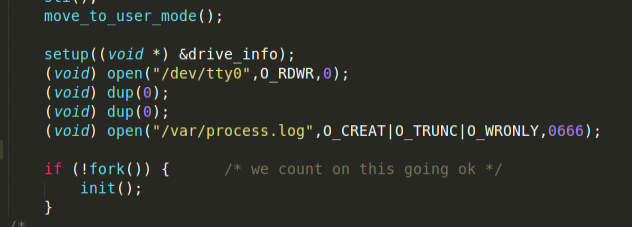 move_to_user_mode();
setup((void *) &drive_info);
(void) open("/dev/tty0",O_RDWR,0);
(void) dup(0);
(void) dup(0);
(void) open("/var/process.log",O_CREAT|O_TRUNC|O_WRONLY,0666);
if (!fork()) {      /* we count on this going ok */
init();
}
/*